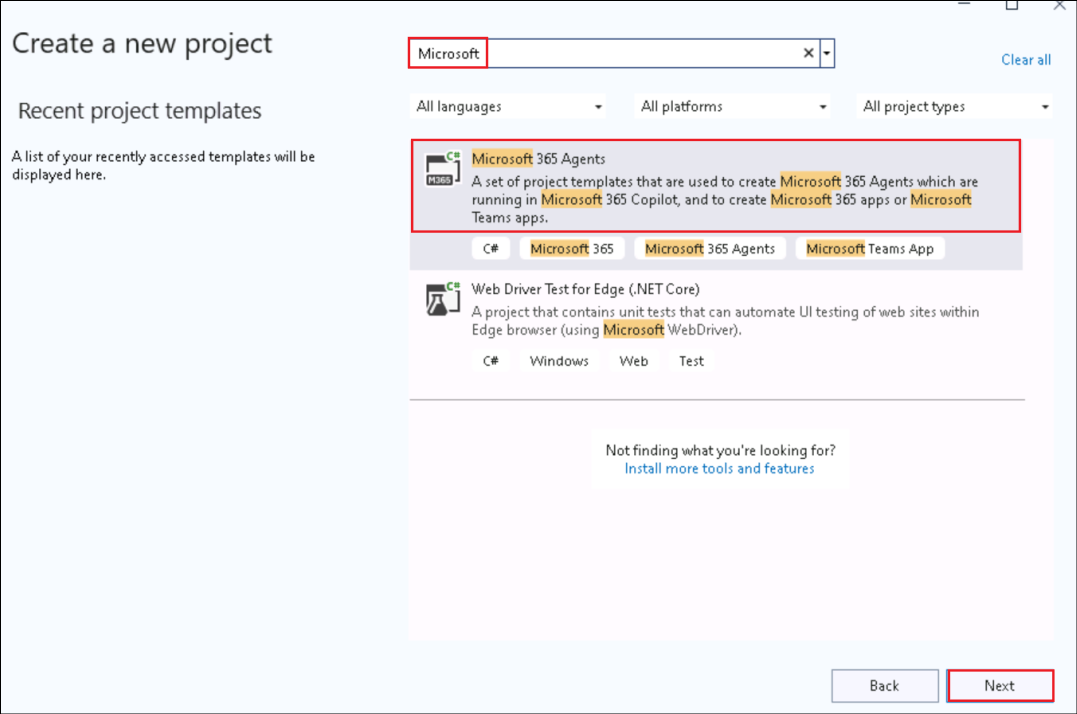 Create a new project
Microsoft
Clear all
Recent project templates
All languages
All platforms
All project types
A list of your recently accessed templates will be
displayed here.
C#
M365
Microsoft 365 Agents
A set of project templates that are used to create Microsoft 365 Agents which are
running in Microsoft 365 Copilot, and to create Microsoft 365 apps or Microsoft
Teams apps.
C#
Microsoft 365
Microsoft 365 Agents
Microsoft Teams App
C#
Web Driver Test for Edge (.NET Core)
A project that contains unit tests that can automate UI testing of web sites within
Edge browser (using Microsoft WebDriver).
C#
Windows
Web
Test
Not finding what you're looking for?
Install more tools and features
Back
Next